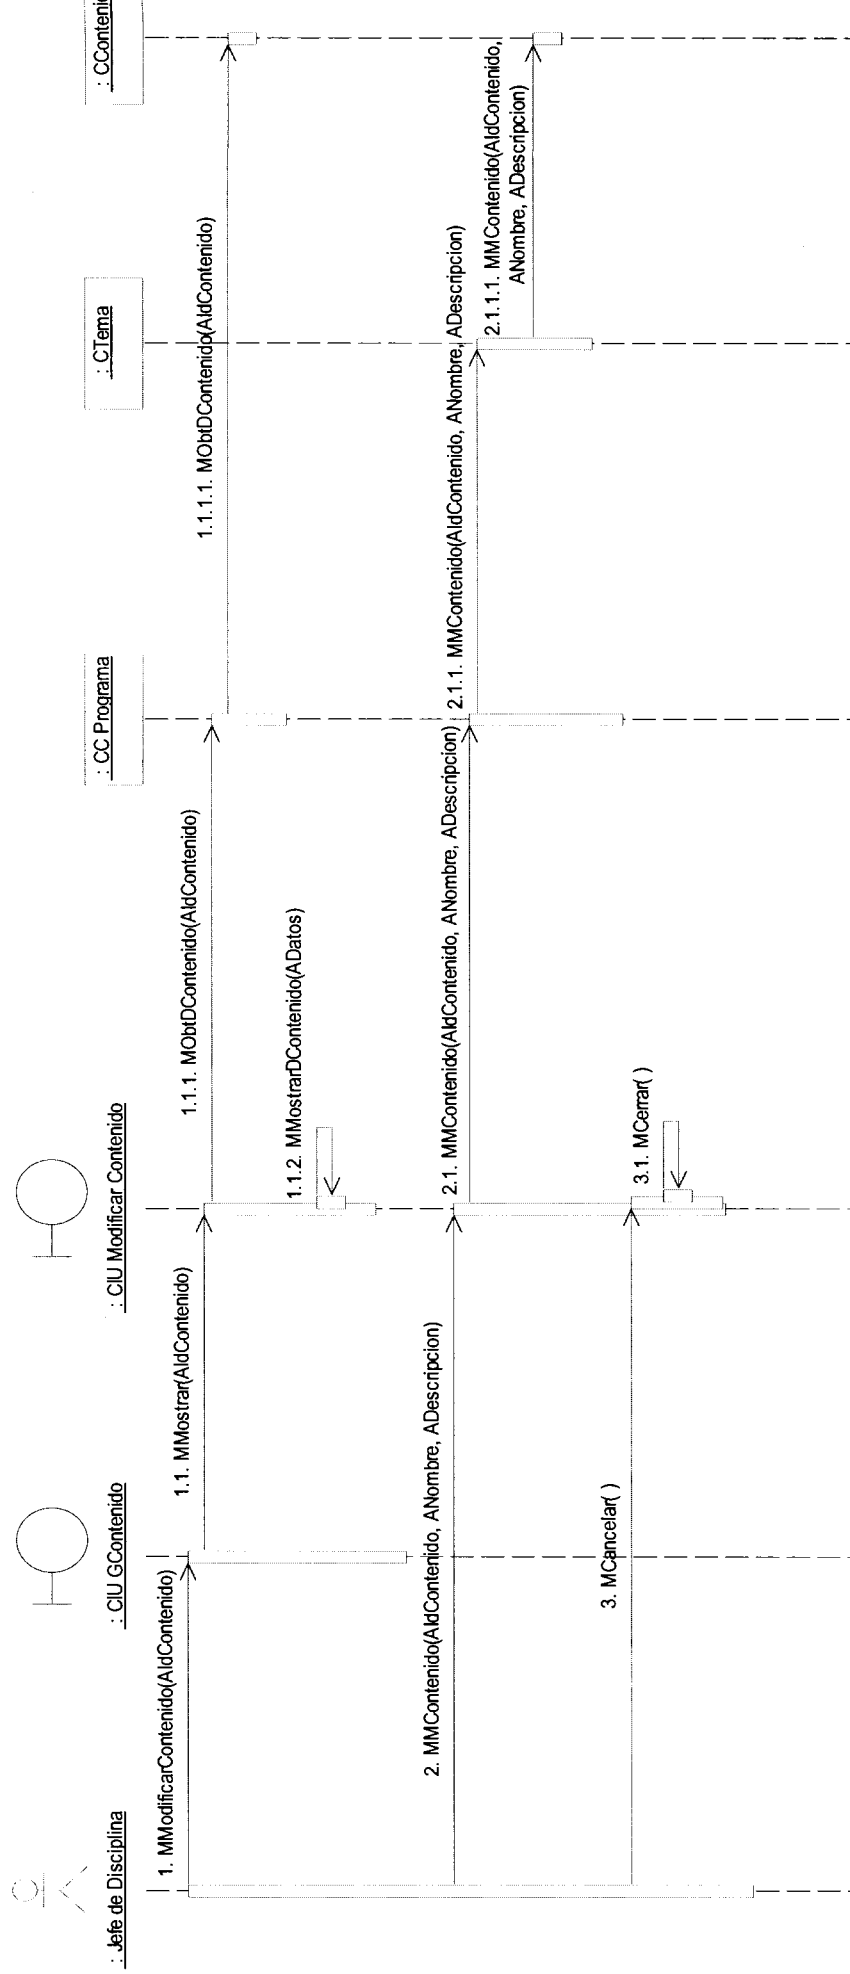 : Jefe de Disciplina
: CIU GContenido
: CIU Modificar Contenido
: CC Programa
: CTema
: CContenid
1. MModificarContenido(AIdContenido)
1.1. MMostrar(AIdContenido)
1.1.1. MObtDContenido(AIdContenido)
1.1.1.1. MObtDContenido(AIdContenido)
1.1.2. MMostrarDContenido(ADatos)
2. MMContenido(AIdContenido, ANombre, ADescripcion)
2.1. MMContenido(AIdContenido, ANombre, ADescripcion)
2.1.1. MMContenido(AIdContenido, ANombre, ADescripcion)
2.1.1.1. MMContenido(AIdContenido,
ANombre, ADescripcion)
3. MCancelar( )
3.1. MCerrar( )